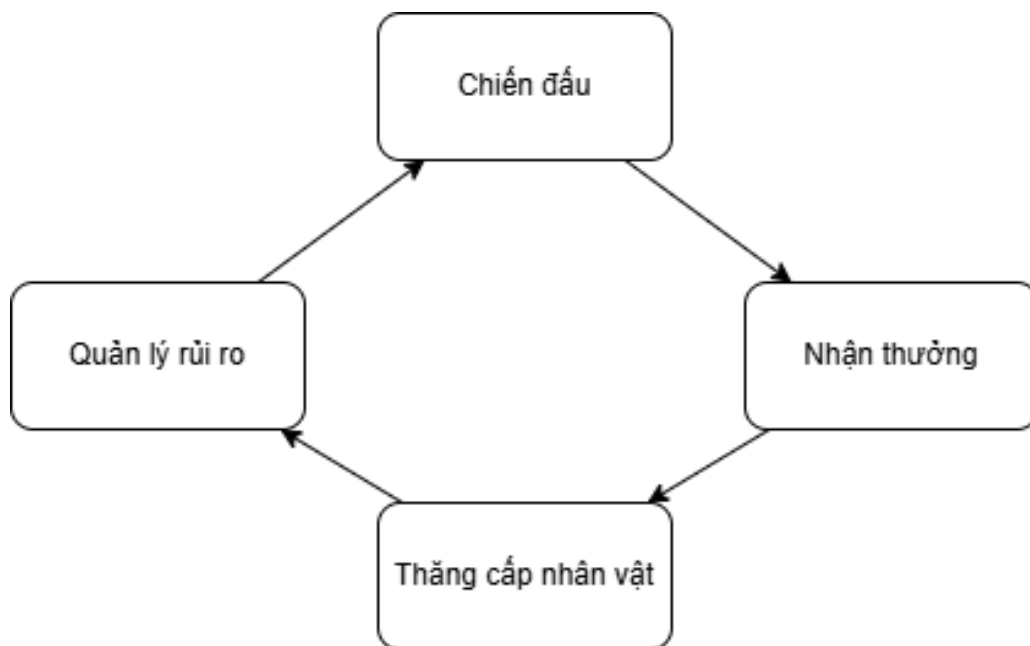 Chiến đấu
Quản lý rủi ro
Nhận thưởng
Thăng cấp nhân vật